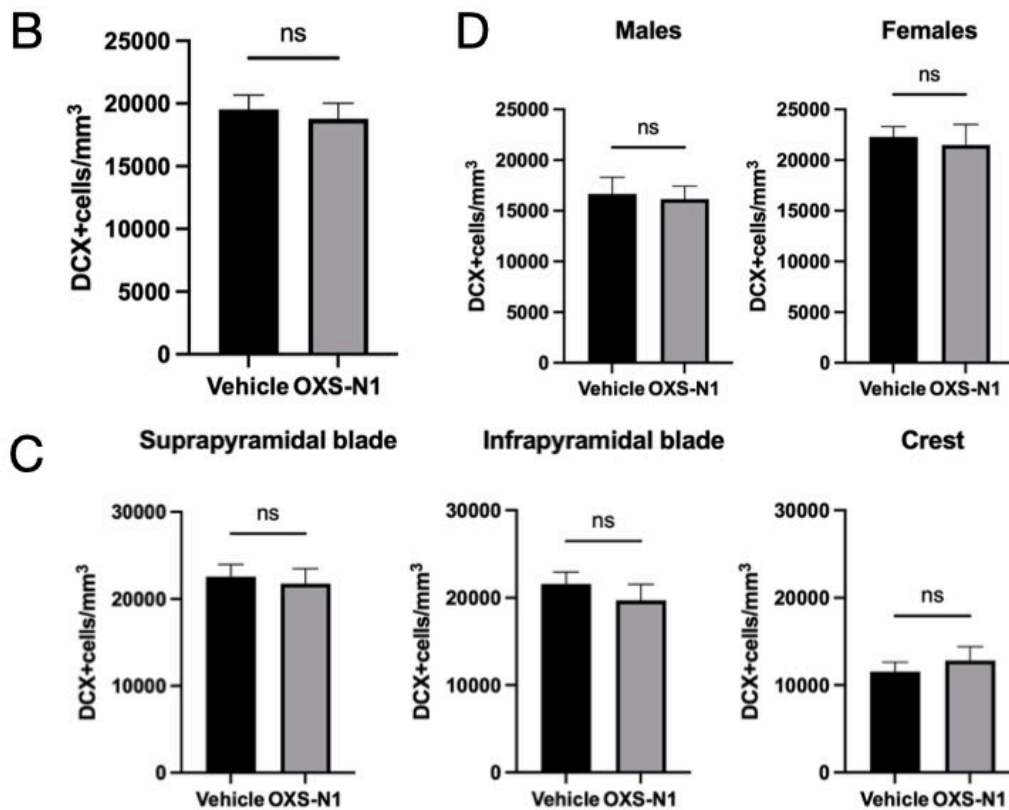 B
ns
25000
20000
15000
10000
5000
0
DCX+cells/mm³
Vehicle OXS-N1
D
Males
ns
25000
20000
15000
10000
5000
0
DCX+cells/mm³
Vehicle OXS-N1
Females
ns
25000
20000
15000
10000
5000
0
DCX+cells/mm³
Vehicle OXS-N1
C
Suprapyramidal blade
ns
30000
20000
10000
0
DCX+cells/mm³
Vehicle OXS-N1
Infrapyramidal blade
ns
30000
20000
10000
0
DCX+cells/mm³
Vehicle OXS-N1
Crest
ns
30000
20000
10000
0
DCX+cells/mm³
Vehicle OXS-N1